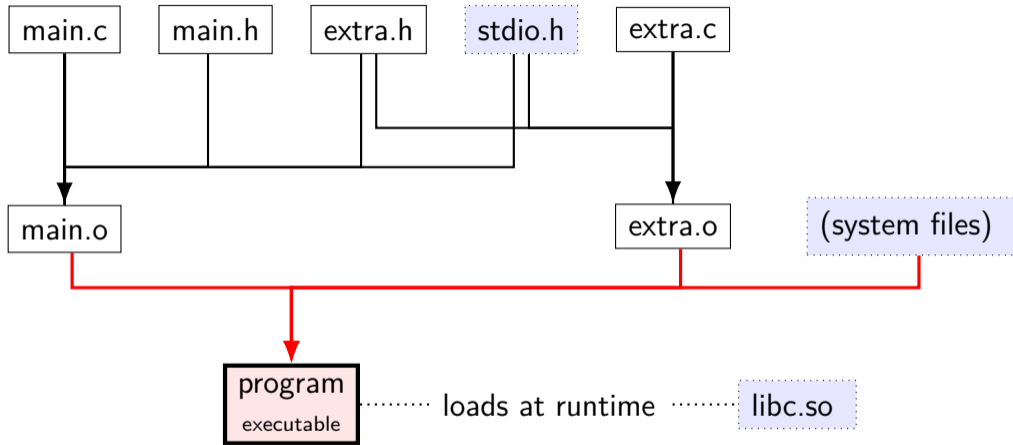 main.c
main.h
extra.h
stdio.h
extra.c
main.o
extra.o
(system files)
program
executable
loads at runtime
libc.so